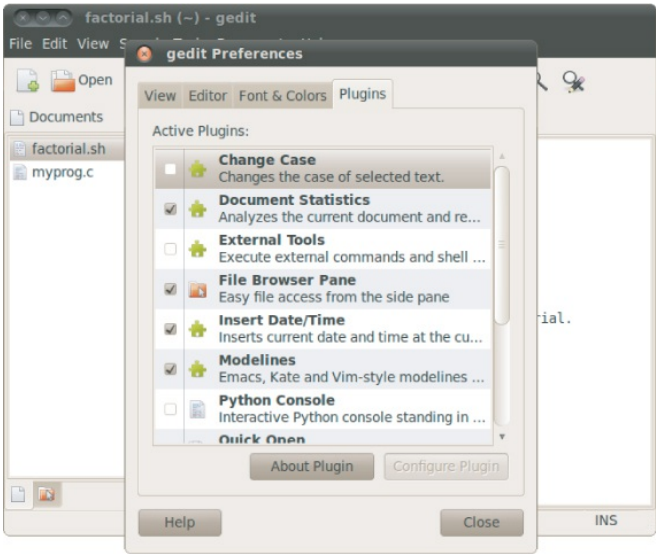 factorial.sh (~) - gedit
File Edit View
gedit Preferences
Open
View Editor Font & Colors Plugins
Documents
Active Plugins:
factorial.sh
myprog.c
Change Case
Changes the case of selected text.
Document Statistics
Analyzes the current document and re...
External Tools
Execute external commands and shell ...
File Browser Pane
Easy file access from the side pane
Insert Date/Time
Inserts current date and time at the cu...
rial.
Modelines
Emacs, Kate and Vim-style modelines ...
Python Console
Interactive Python console standing in ...
Quick Open
About Plugin Configure Plugin
Help Close
INS